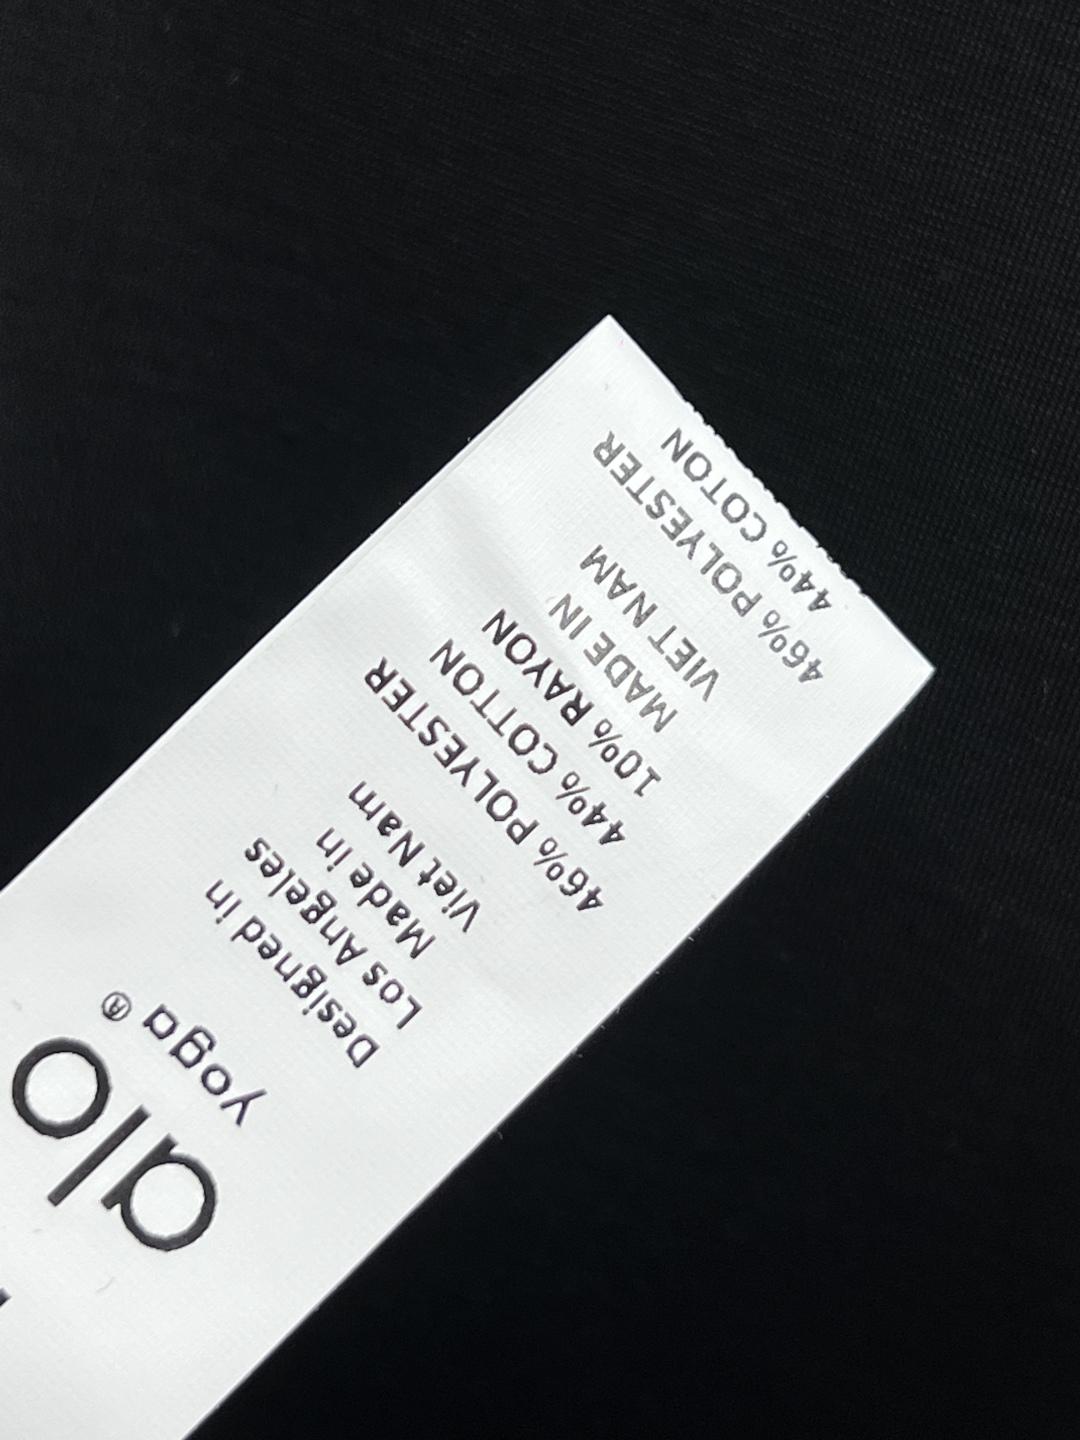 alo
yoga ®
Designed in
Los Angeles
Made in
Viet Nam
46% POLYESTER
44% COTTON
10% RAYON
MADE IN
VIET NAM
46% POLYESTER
44% COTON